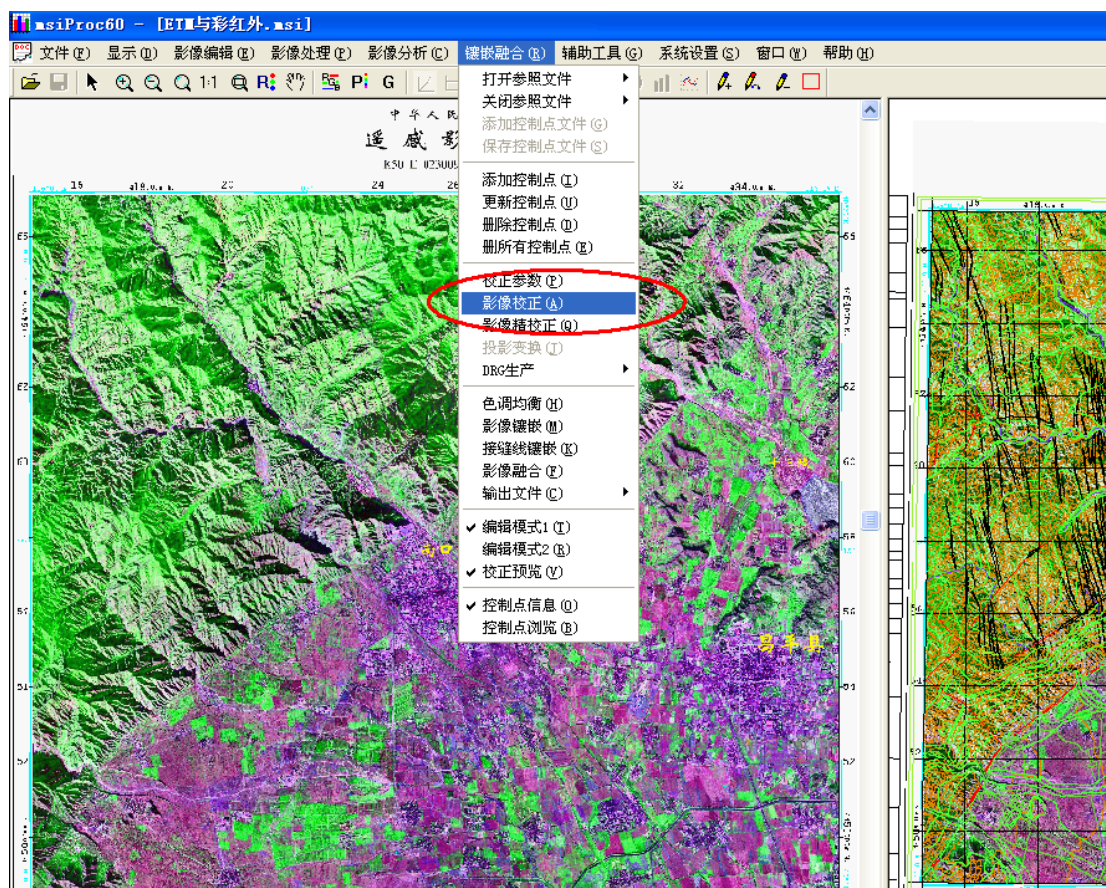 msiProc60 - [ETM与彩红外.msi]
文件(F) 显示(D) 影像编辑(E) 影像处理(P) 影像分析(C) 镶嵌融合(R) 辅助工具(G) 系统设置(S) 窗口(W) 帮助(H)
1:1 R P G
打开参照文件
关闭参照文件
添加控制点文件(G)
保存控制点文件(S)
添加控制点(I)
更新控制点(U)
删除控制点(D)
删所有控制点(E)
校正参数(P)
影像校正(A)
影像精校正(Q)
投影变换(J)
DRG生产
色调均衡(H)
影像镶嵌(M)
接缝线镶嵌(K)
影像融合(F)
输出文件(C)
编辑模式1(T)
编辑模式2(R)
校正预览(V)
控制点信息(O)
控制点浏览(B)
中华人民
遥感影
24
32
62
60
58
56
54
52
昌平县